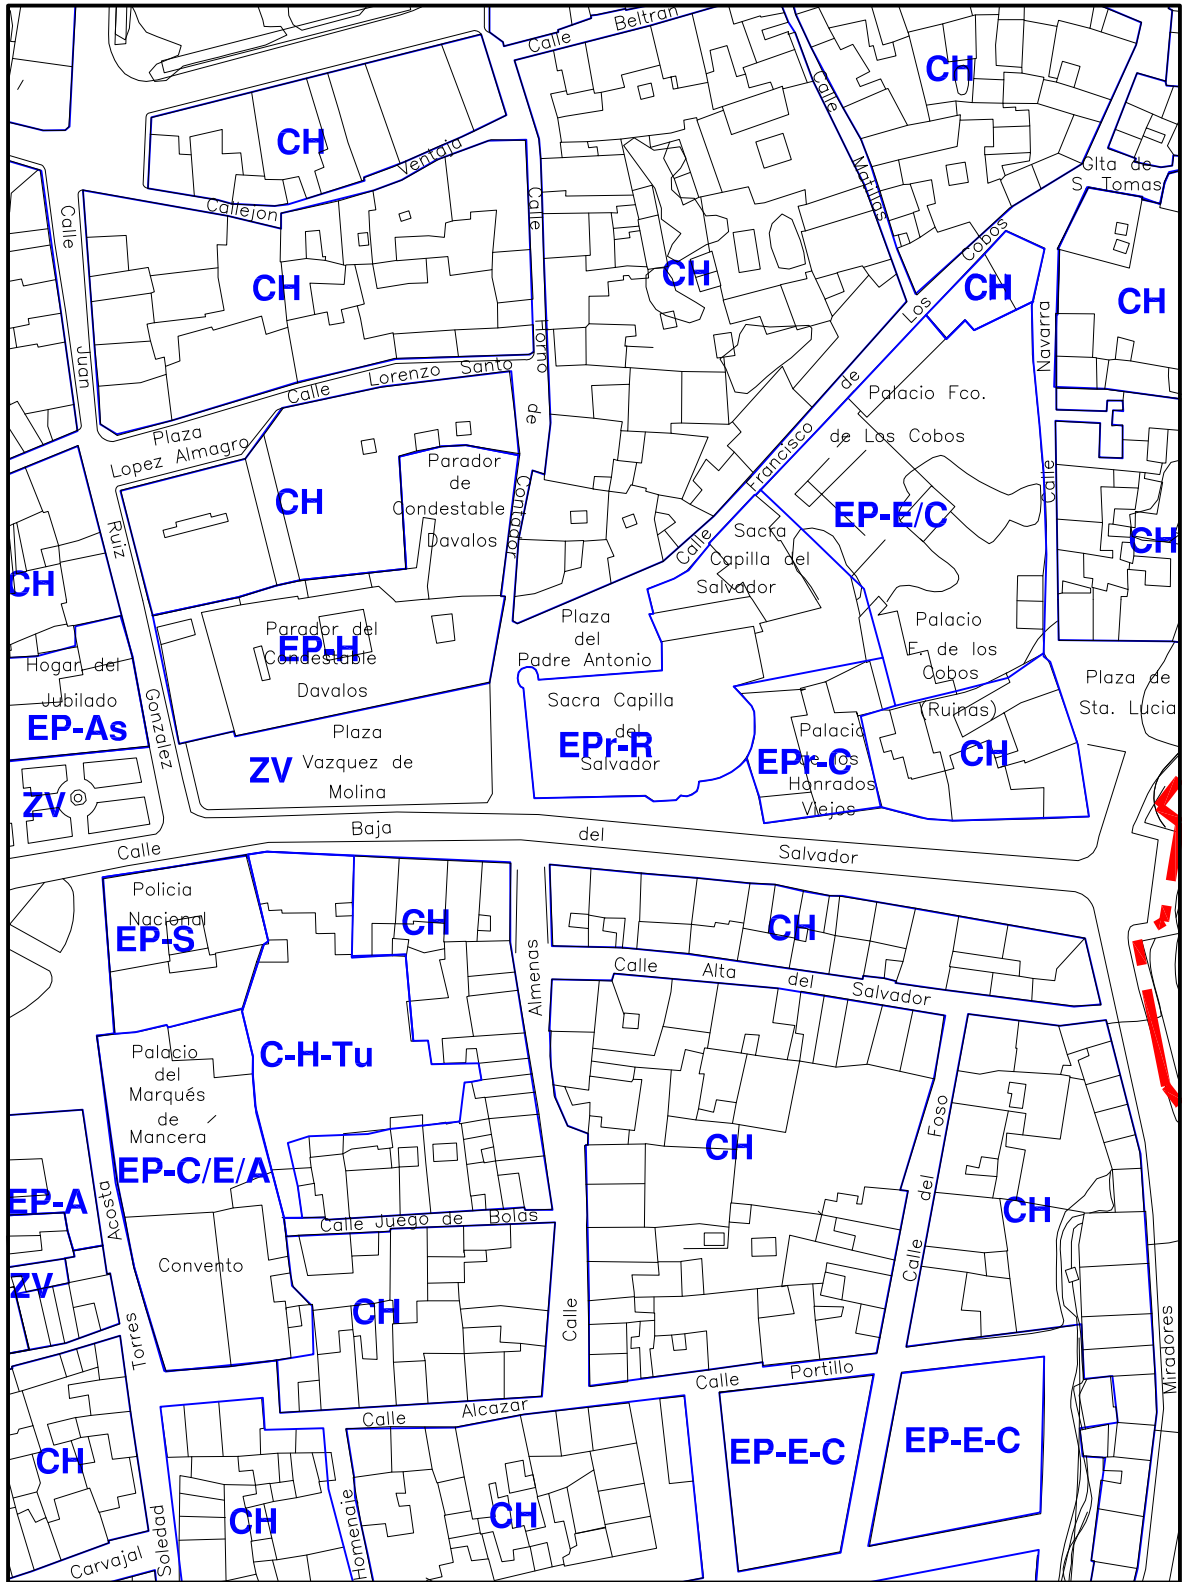 Calle Beltran
CH
Calle
CH
Callejon Ventaja
Matillas
Glta de
S Tomas
Calle
Calle
CH
CH
CH
CH
Calle Francisco de Los Cobos
Navarra
Calle
Juan
Horno de
Contador
Calle Lorenzo Santo
Plaza
Lopez Almagro
Palacio Fco.
de Los Cobos
EP-E/C
Parador
de
Condestable
Davalos
CH
Ruiz
CH
CH
Sacra
Capilla del
Salvador
Plaza
del
Padre Antonio
Palacio
F. de los
Cobos
(Ruinas)
Parador del
EP-H
Condestable
Davalos
Hogar del
Jubilado
EP-As
Gonzalez
Plaza de
Sta. Lucia
Sacra Capilla
del
EPr-R
Salvador
Plaza
Vazquez de
Molina
ZV
Palacio
de los
EPr-C
Honrados
Viejos
CH
ZV
Calle Baja del Salvador
Policia
Nacional
EP-S
CH
CH
Almenas
Calle Alta del Salvador
C-H-Tu
Palacio
del
Marqués
de
Mancera
EP-C/E/A
CH
Calle del Foso
EP-A
Acosta
CH
Calle Juego de Bolas
Convento
ZV
CH
Calle
Torres
Miradores
Calle Portillo
Calle Alcazar
CH
EP-E-C
EP-E-C
CH
CH
Homenaje
Soledad
Carvajal